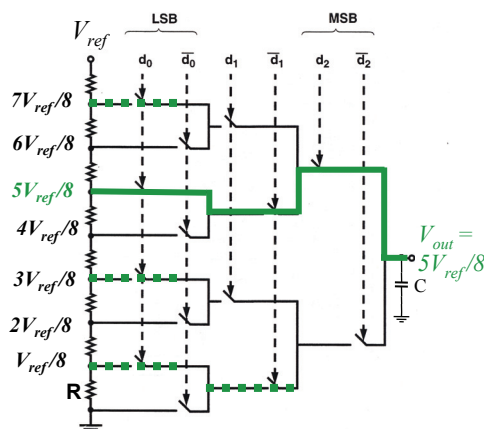 LSB
MSB
V_ref
d₀
d̅₀
d₁
d̅₁
d₂
d̅₂
7V_ref/8
6V_ref/8
5V_ref/8
4V_ref/8
3V_ref/8
2V_ref/8
V_ref/8
R
V_out =
5V_ref/8
C